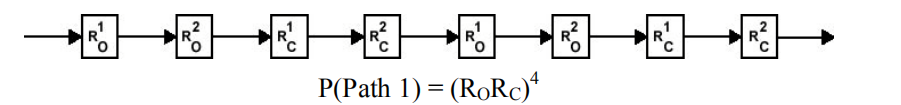 R¹O R²O R¹C R²C R¹O R²O R¹C R²C
P(Path 1) = (RORC)⁴